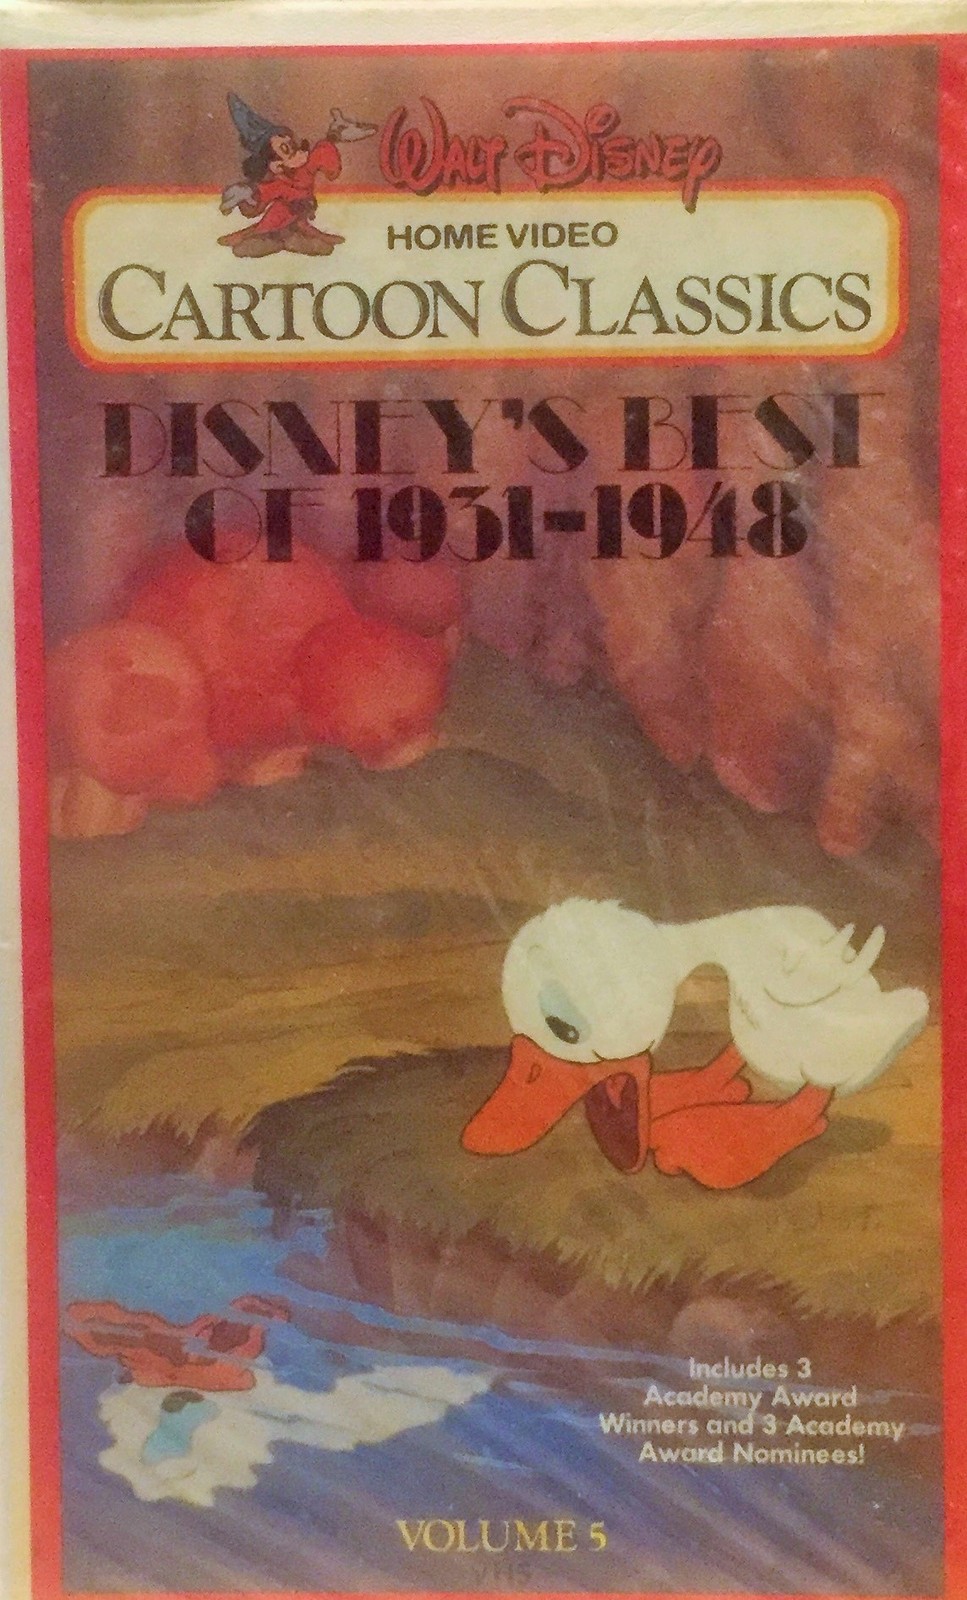 WALT DISNEY
HOME VIDEO
CARTOON CLASSICS
DISNEY'S BEST
OF 1931-1948
Includes 3
Academy Award
Winners and 3 Academy
Award Nominees!
VOLUME 5
VHS